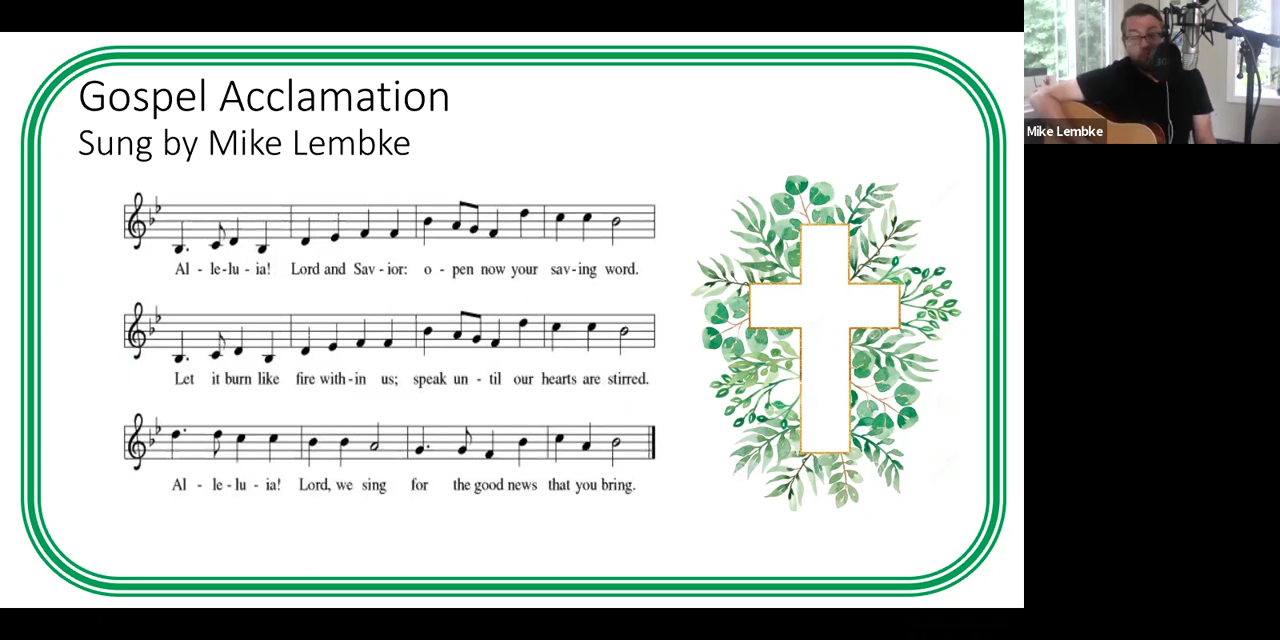 Gospel Acclamation
Sung by Mike Lembke
Mike Lembke
Al - le-lu - ia! Lord and Sav - ior: o - pen now your sav-ing word.
Let it burn like fire with-in us; speak un - til our hearts are stirred.
Al - le-lu - ia! Lord, we sing for the good news that you bring.